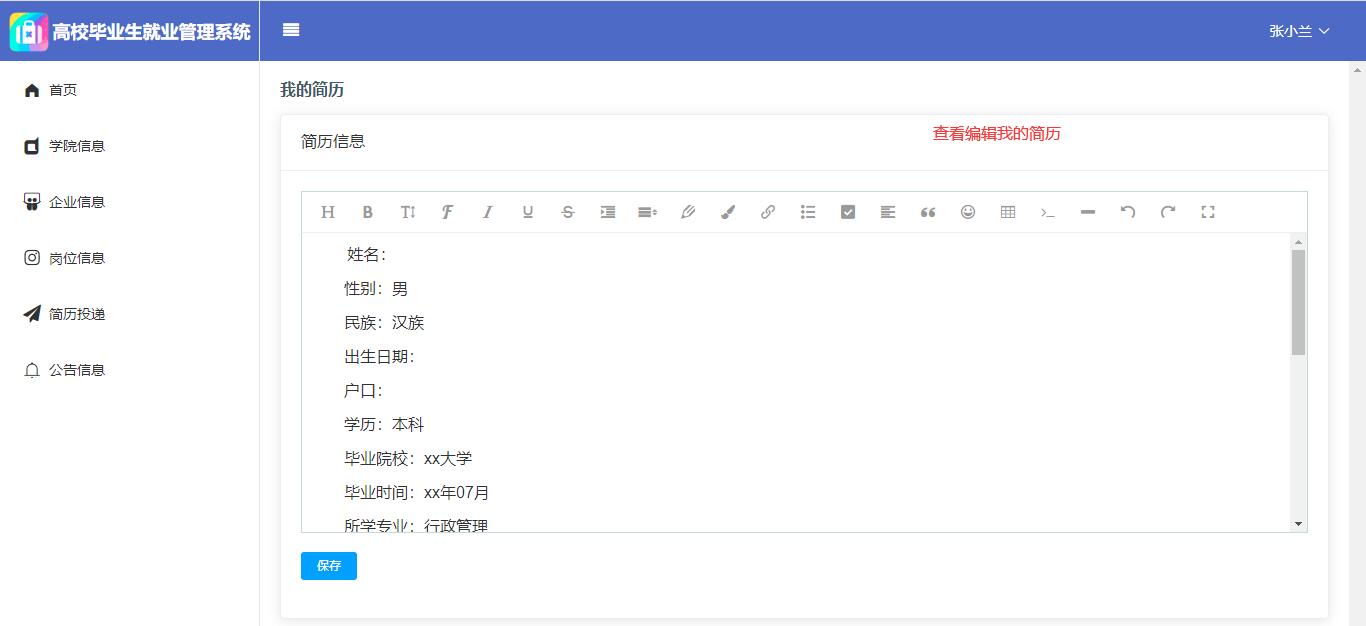 高校毕业生就业管理系统
张小兰
首页
学院信息
企业信息
岗位信息
简历投递
公告信息
我的简历
简历信息
查看编辑我的简历
姓名：
性别：男
民族：汉族
出生日期：
户口：
学历：本科
毕业院校：xx大学
毕业时间：xx年07月
所学专业：行政管理
保存